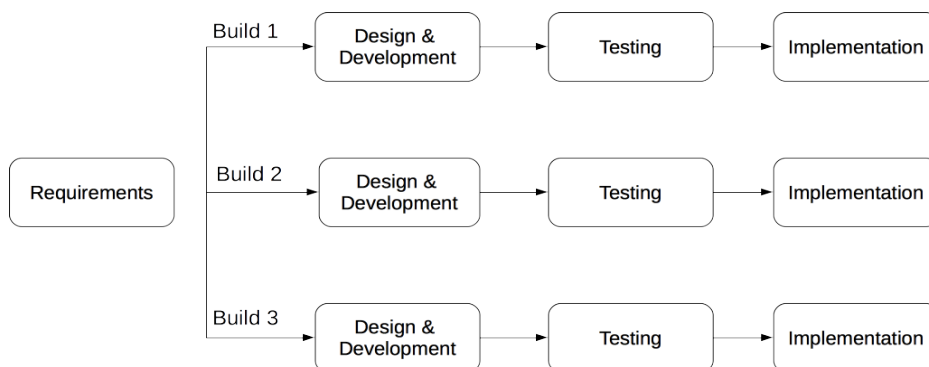 Build 1
Design &
Development
Testing
Implementation
Requirements
Build 2
Design &
Development
Testing
Implementation
Build 3
Design &
Development
Testing
Implementation